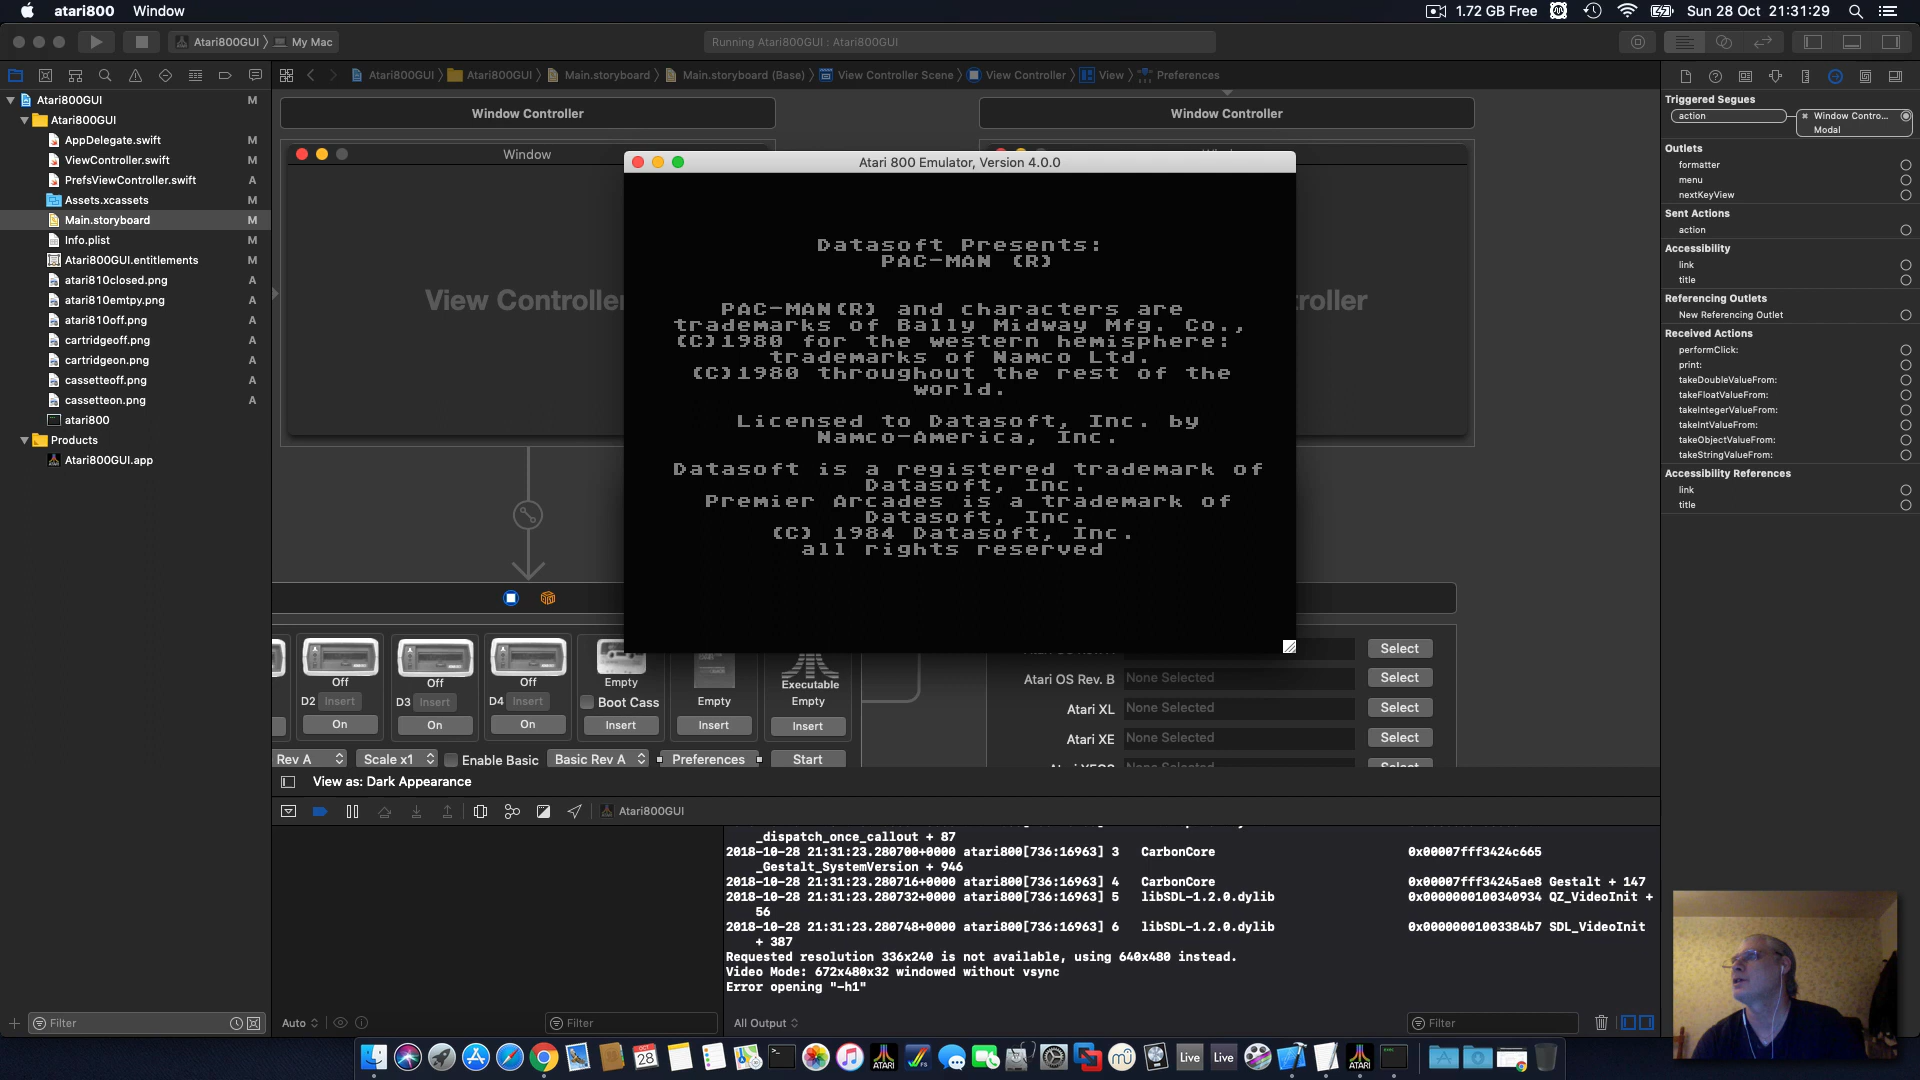 atari800 Window
1.72 GB Free
Sun 28 Oct 21:31:29
Atari800GUI My Mac
Running Atari800GUI : Atari800GUI
Atari800GUI Atari800GUI Main.storyboard Main.storyboard (Base) View Controller Scene View Controller View Preferences
Atari800GUI M
Atari800GUI
AppDelegate.swift M
ViewController.swift M
PrefsViewController.swift A
Assets.xcassets M
Main.storyboard M
Info.plist M
Atari800GUI.entitlements M
atari810closed.png A
atari810emtpy.png A
atari810off.png A
cartridgeoff.png A
cartridgeon.png A
cassetteoff.png A
cassetteon.png A
atari800
Products
Atari800GUI.app
Filter
Window Controller
Window Controller
Window
View Controller
Atari 800 Emulator, Version 4.0.0
Datasoft Presents:
PAC-MAN (R)
PAC-MAN(R) and characters are
trademarks of Bally Midway Mfg. Co.,
(C)1980 for the western hemisphere:
trademarks of Namco Ltd.
(C)1980 throughout the rest of the
world.
Licensed to Datasoft, Inc. by
Namco-America, Inc.
Datasoft is a registered trademark of
Datasoft, Inc.
Premier Arcades is a trademark of
Datasoft, Inc.
(C) 1984 Datasoft, Inc.
all rights reserved
Off Off Off Empty Empty Executable
Empty
D2 Insert D3 Insert D4 Insert Boot Cass
On On On Insert Insert Insert
Rev A Scale x1 Enable Basic Basic Rev A Preferences Start
Select
Atari OS Rev. B None Selected Select
Atari XL None Selected Select
Atari XE None Selected Select
View as: Dark Appearance
Atari800GUI
_dispatch_once_callout + 87
2018-10-28 21:31:23.280700+0000 atari800[736:16963] 3 CarbonCore 0x00007fff3424c665
_Gestalt_SystemVersion + 946
2018-10-28 21:31:23.280716+0000 atari800[736:16963] 4 CarbonCore 0x00007fff34245ae8 Gestalt + 147
2018-10-28 21:31:23.280732+0000 atari800[736:16963] 5 libSDL-1.2.0.dylib 0x0000000100340934 QZ_VideoInit +
56
2018-10-28 21:31:23.280748+0000 atari800[736:16963] 6 libSDL-1.2.0.dylib 0x00000001003384b7 SDL_VideoInit
+ 387
Requested resolution 336x240 is not available, using 640x480 instead.
Video Mode: 672x480x32 windowed without vsync
Error opening "-h1"
Auto Filter All Output Filter
Triggered Segues
action Window Contro...
Modal
Outlets
formatter
menu
nextKeyView
Sent Actions
action
Accessibility
link
title
Referencing Outlets
New Referencing Outlet
Received Actions
performClick:
print:
takeDoubleValueFrom:
takeFloatValueFrom:
takeIntegerValueFrom:
takeIntValueFrom:
takeObjectValueFrom:
takeStringValueFrom:
Accessibility References
link
title
28
ATARI
Live
Live
ATARI